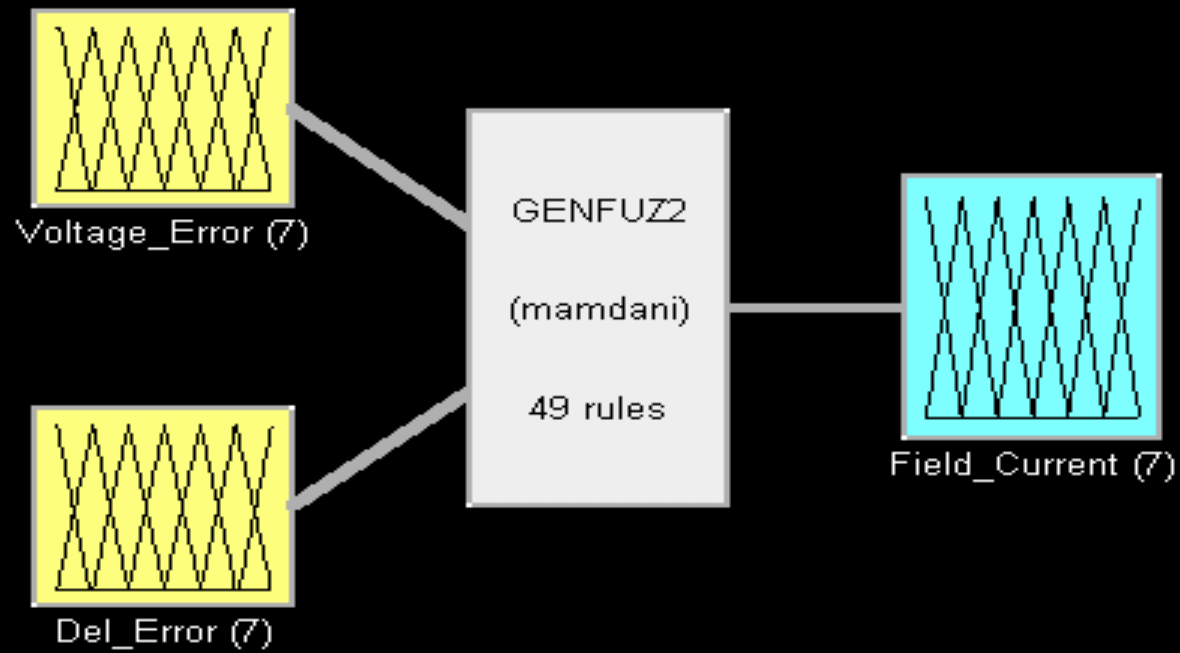 Voltage_Error (7)
GENFUZ2
(mamdani)
49 rules
Field_Current (7)
Del_Error (7)